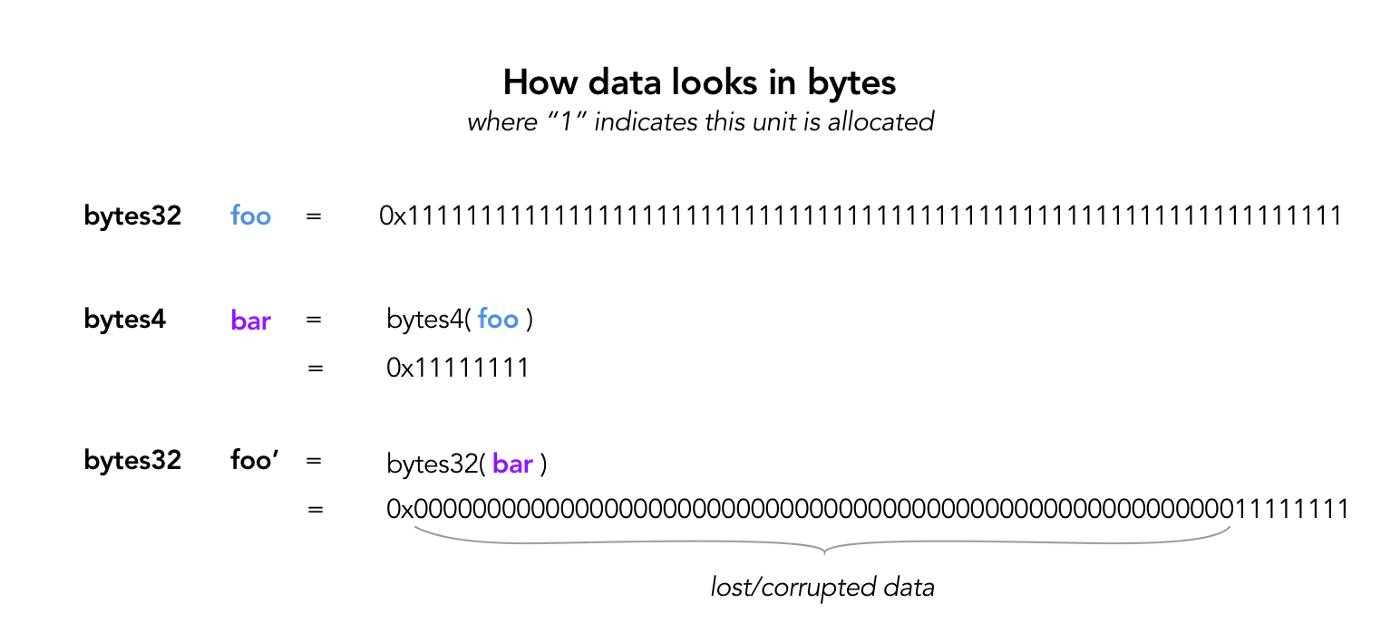 How data looks in bytes
where “1” indicates this unit is allocated
bytes32 foo = 0x1111111111111111111111111111111111111111111111111111111111111111
bytes4 bar = bytes4( foo )
= 0x11111111
bytes32 foo’ = bytes32( bar )
= 0x0000000000000000000000000000000000000000000000000000000011111111
lost/corrupted data